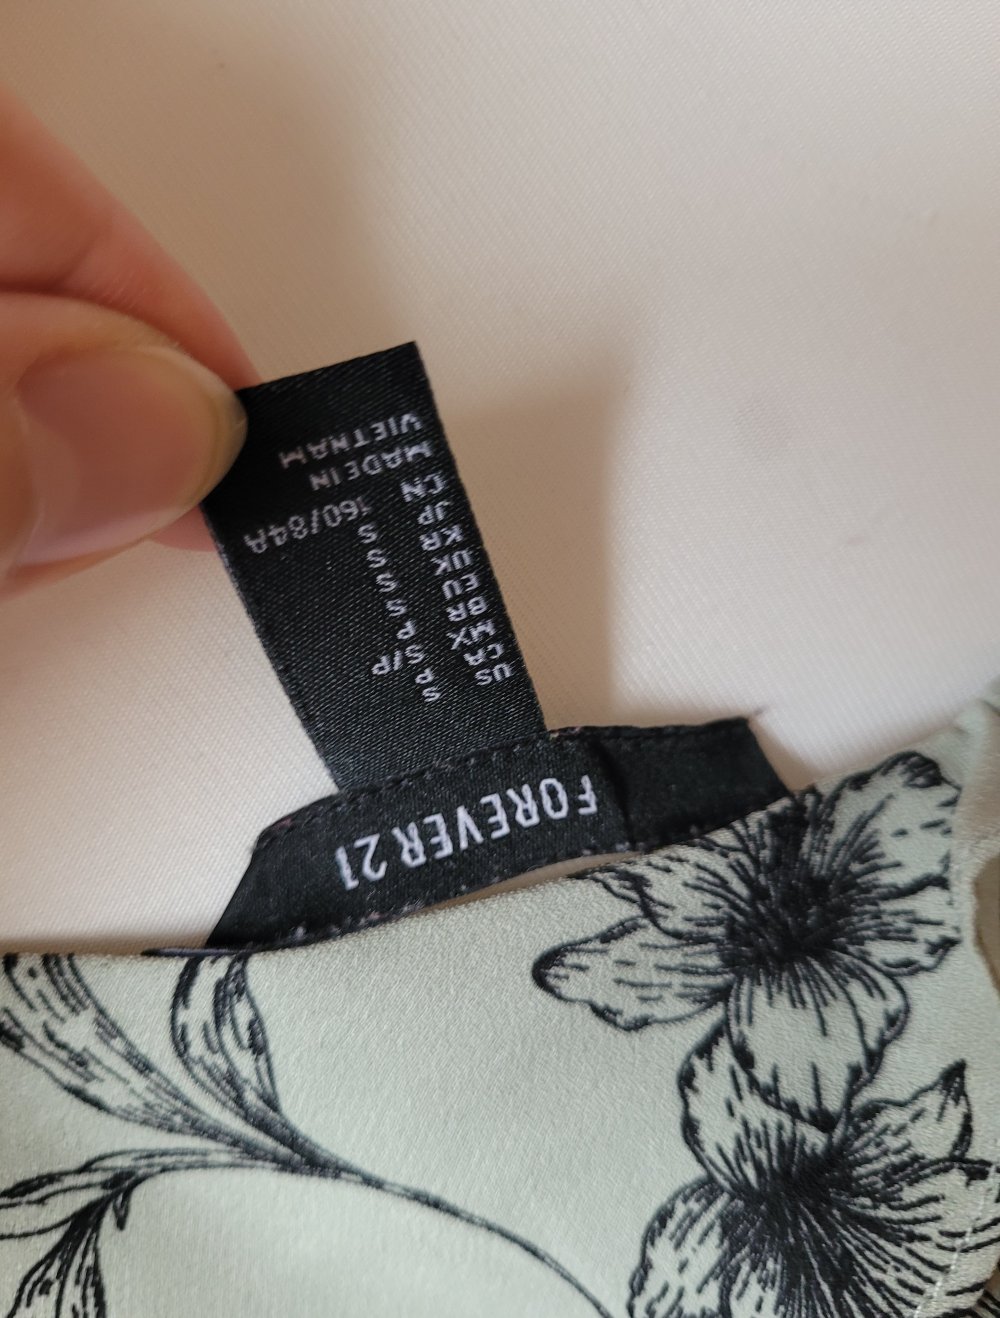 FOREVER 21
US S
CA P
MX S/P
BR P
EU S
UK S
KR S
JP S
CN 160/84A
MADE IN
VIETNAM